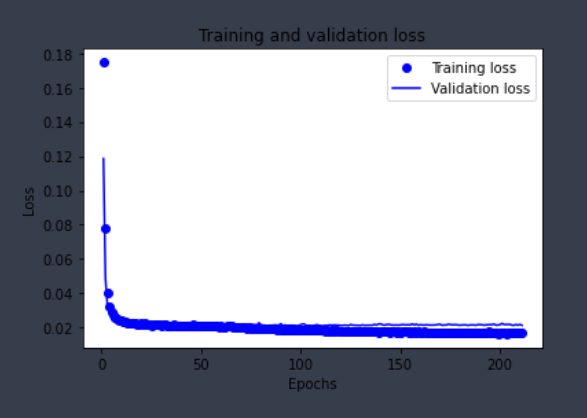 Training and validation loss
0.18
0.16
0.14
0.12
0.10
0.08
0.06
0.04
0.02
Loss
Training loss
Validation loss
0
50
100
150
200
Epochs